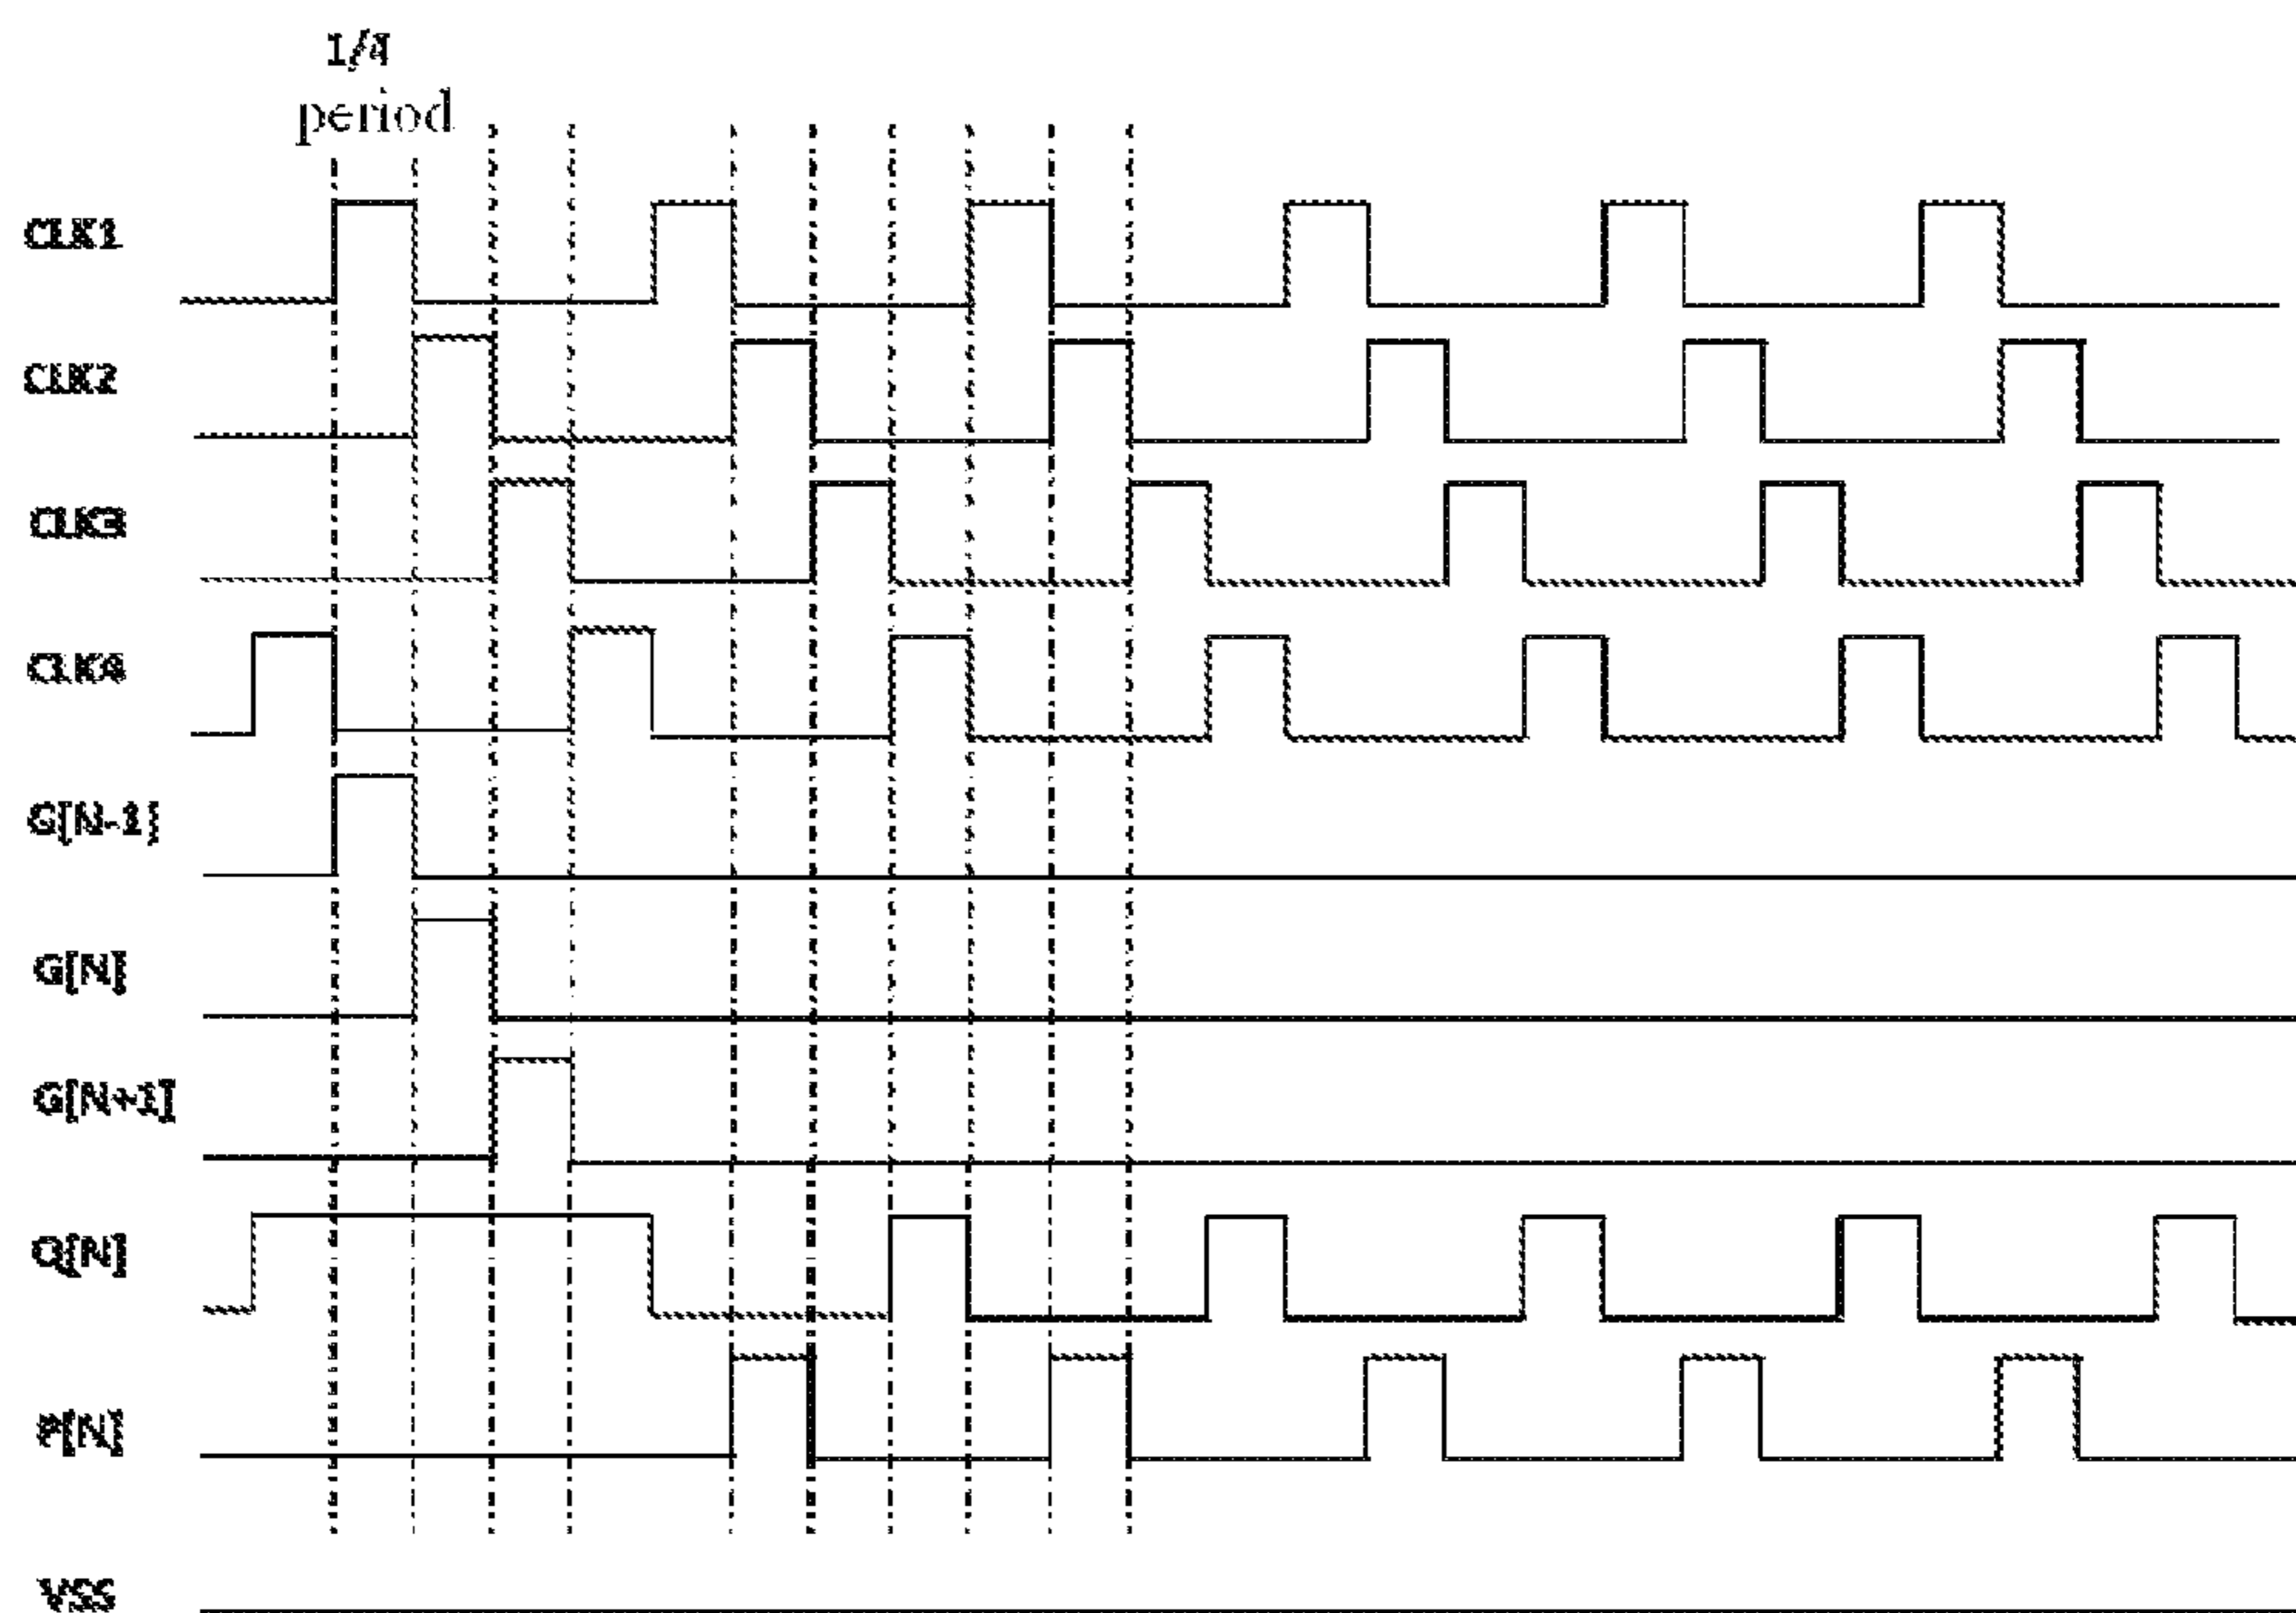 1/4
period
CLK1
CLK2
CLK3
CLK4
G[N-1]
G[N]
G[N+1]
Q[N]
P[N]
VSS